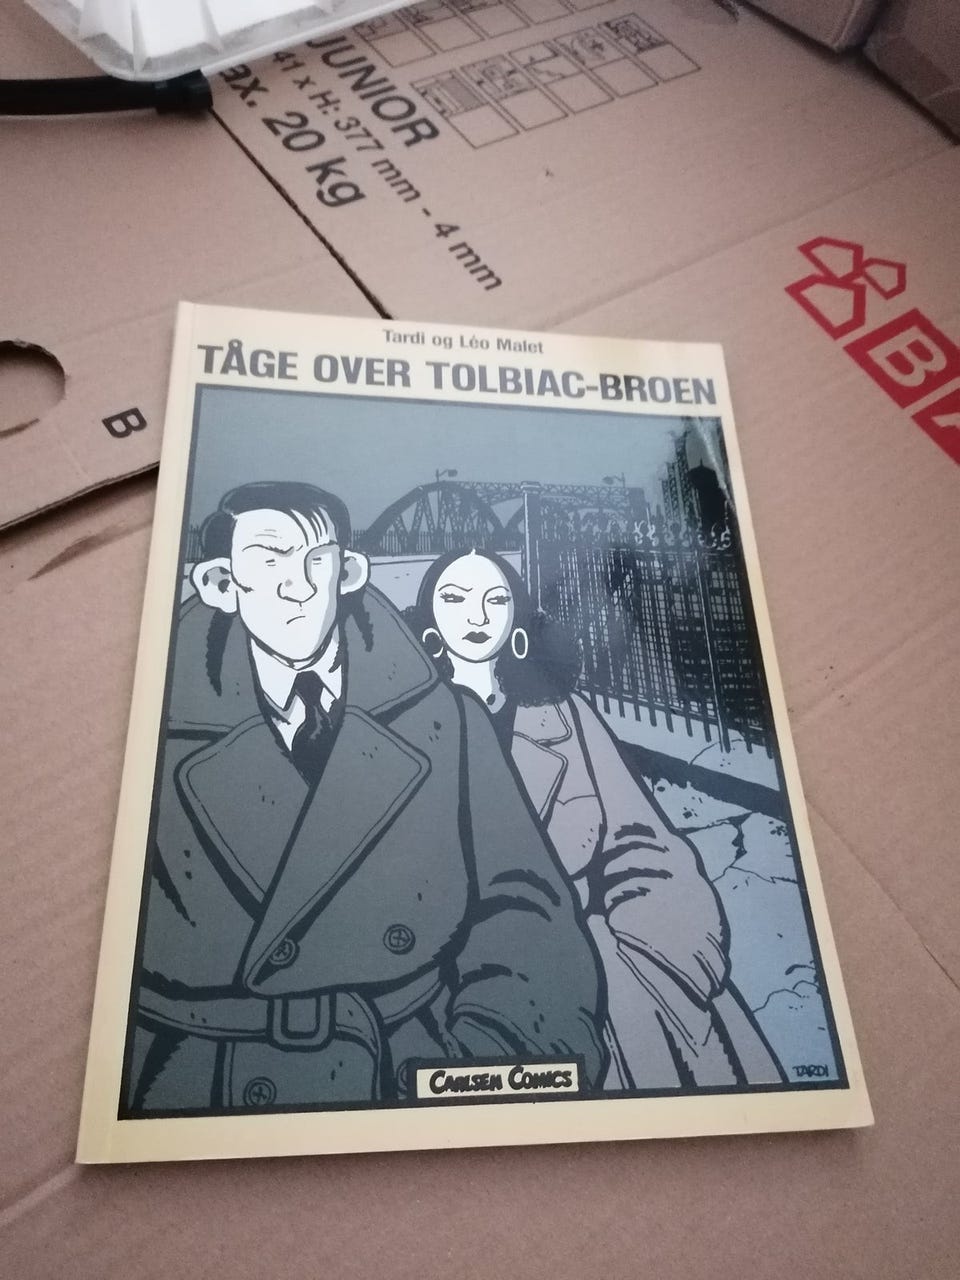 JUNIOR
41 x H: 377 mm - 4 mm
ax. 20 kg
B
BA
Tardi og Léo Malet
TÅGE OVER TOLBIAC-BROEN
CARLSEN COMICS
TARDI